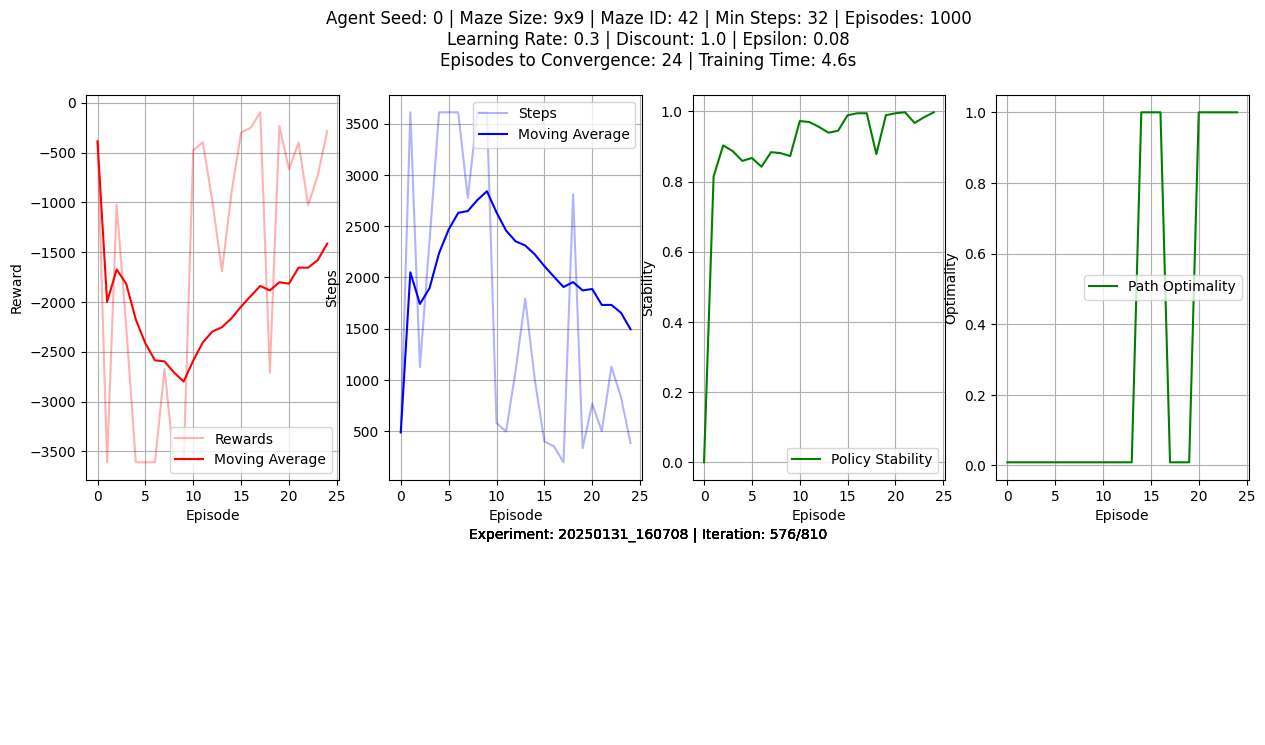 Agent Seed: 0 | Maze Size: 9x9 | Maze ID: 42 | Min Steps: 32 | Episodes: 1000
Learning Rate: 0.3 | Discount: 1.0 | Epsilon: 0.08
Episodes to Convergence: 24 | Training Time: 4.6s
Reward
0
−500
−1000
−1500
−2000
−2500
−3000
−3500
Rewards
Moving Average
0 5 10 15 20 25
Episode
Steps
3500
3000
2500
2000
1500
1000
500
Steps
Moving Average
0 5 10 15 20 25
Episode
Stability
1.0
0.8
0.6
0.4
0.2
0.0
Policy Stability
0 5 10 15 20 25
Episode
Optimality
1.0
0.8
0.6
0.4
0.2
0.0
Path Optimality
0 5 10 15 20 25
Episode
Experiment: 20250131_160708 | Iteration: 576/810